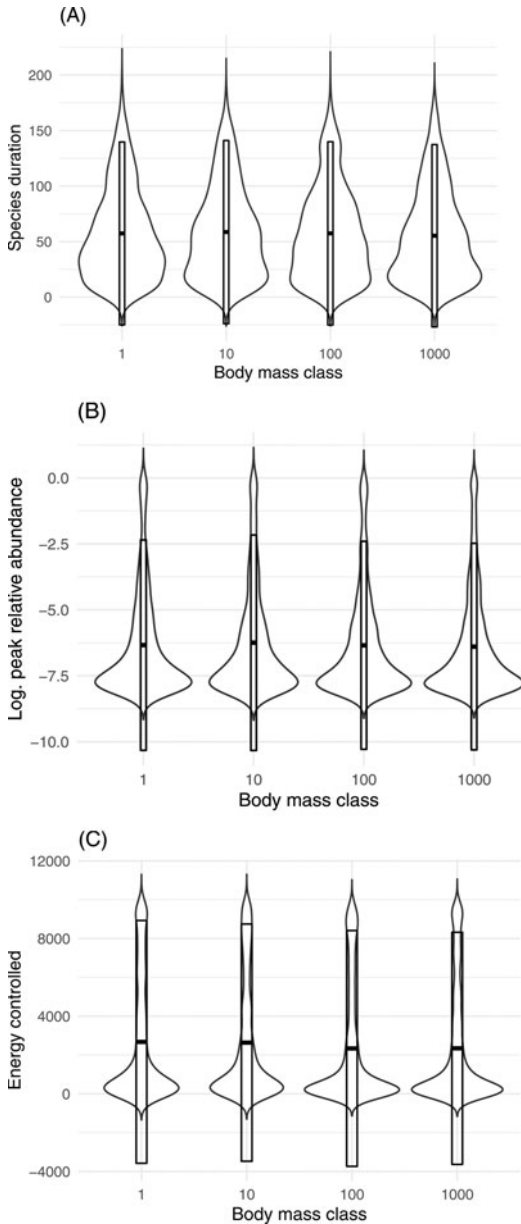 (A)
200
150
100
50
0
Species duration
1 10 100 1000
Body mass class
(B)
0.0
−2.5
−5.0
−7.5
−10.0
Log. peak relative abundance
1 10 100 1000
Body mass class
(C)
12000
8000
4000
0
−4000
Energy controlled
1 10 100 1000
Body mass class